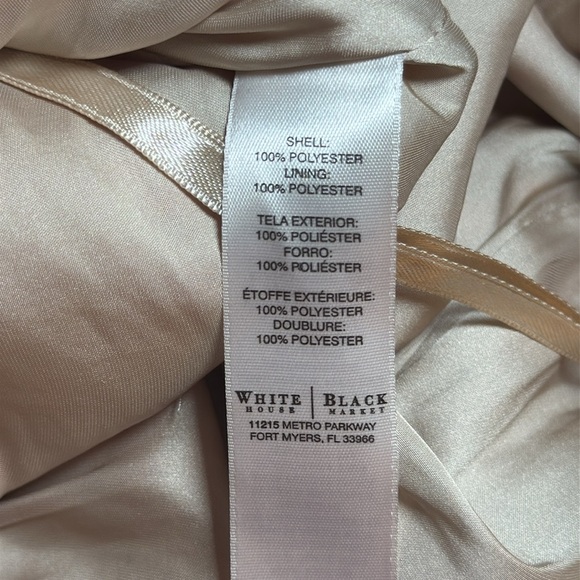 SHELL:
100% POLYESTER
LINING:
100% POLYESTER
TELA EXTERIOR:
100% POLIÉSTER
FORRO:
100% POLIÉSTER
ÉTOFFE EXTÉRIEURE:
100% POLYESTER
DOUBLURE:
100% POLYESTER
WHITE | BLACK
HOUSE MARKET
11215 METRO PARKWAY
FORT MYERS, FL 33966